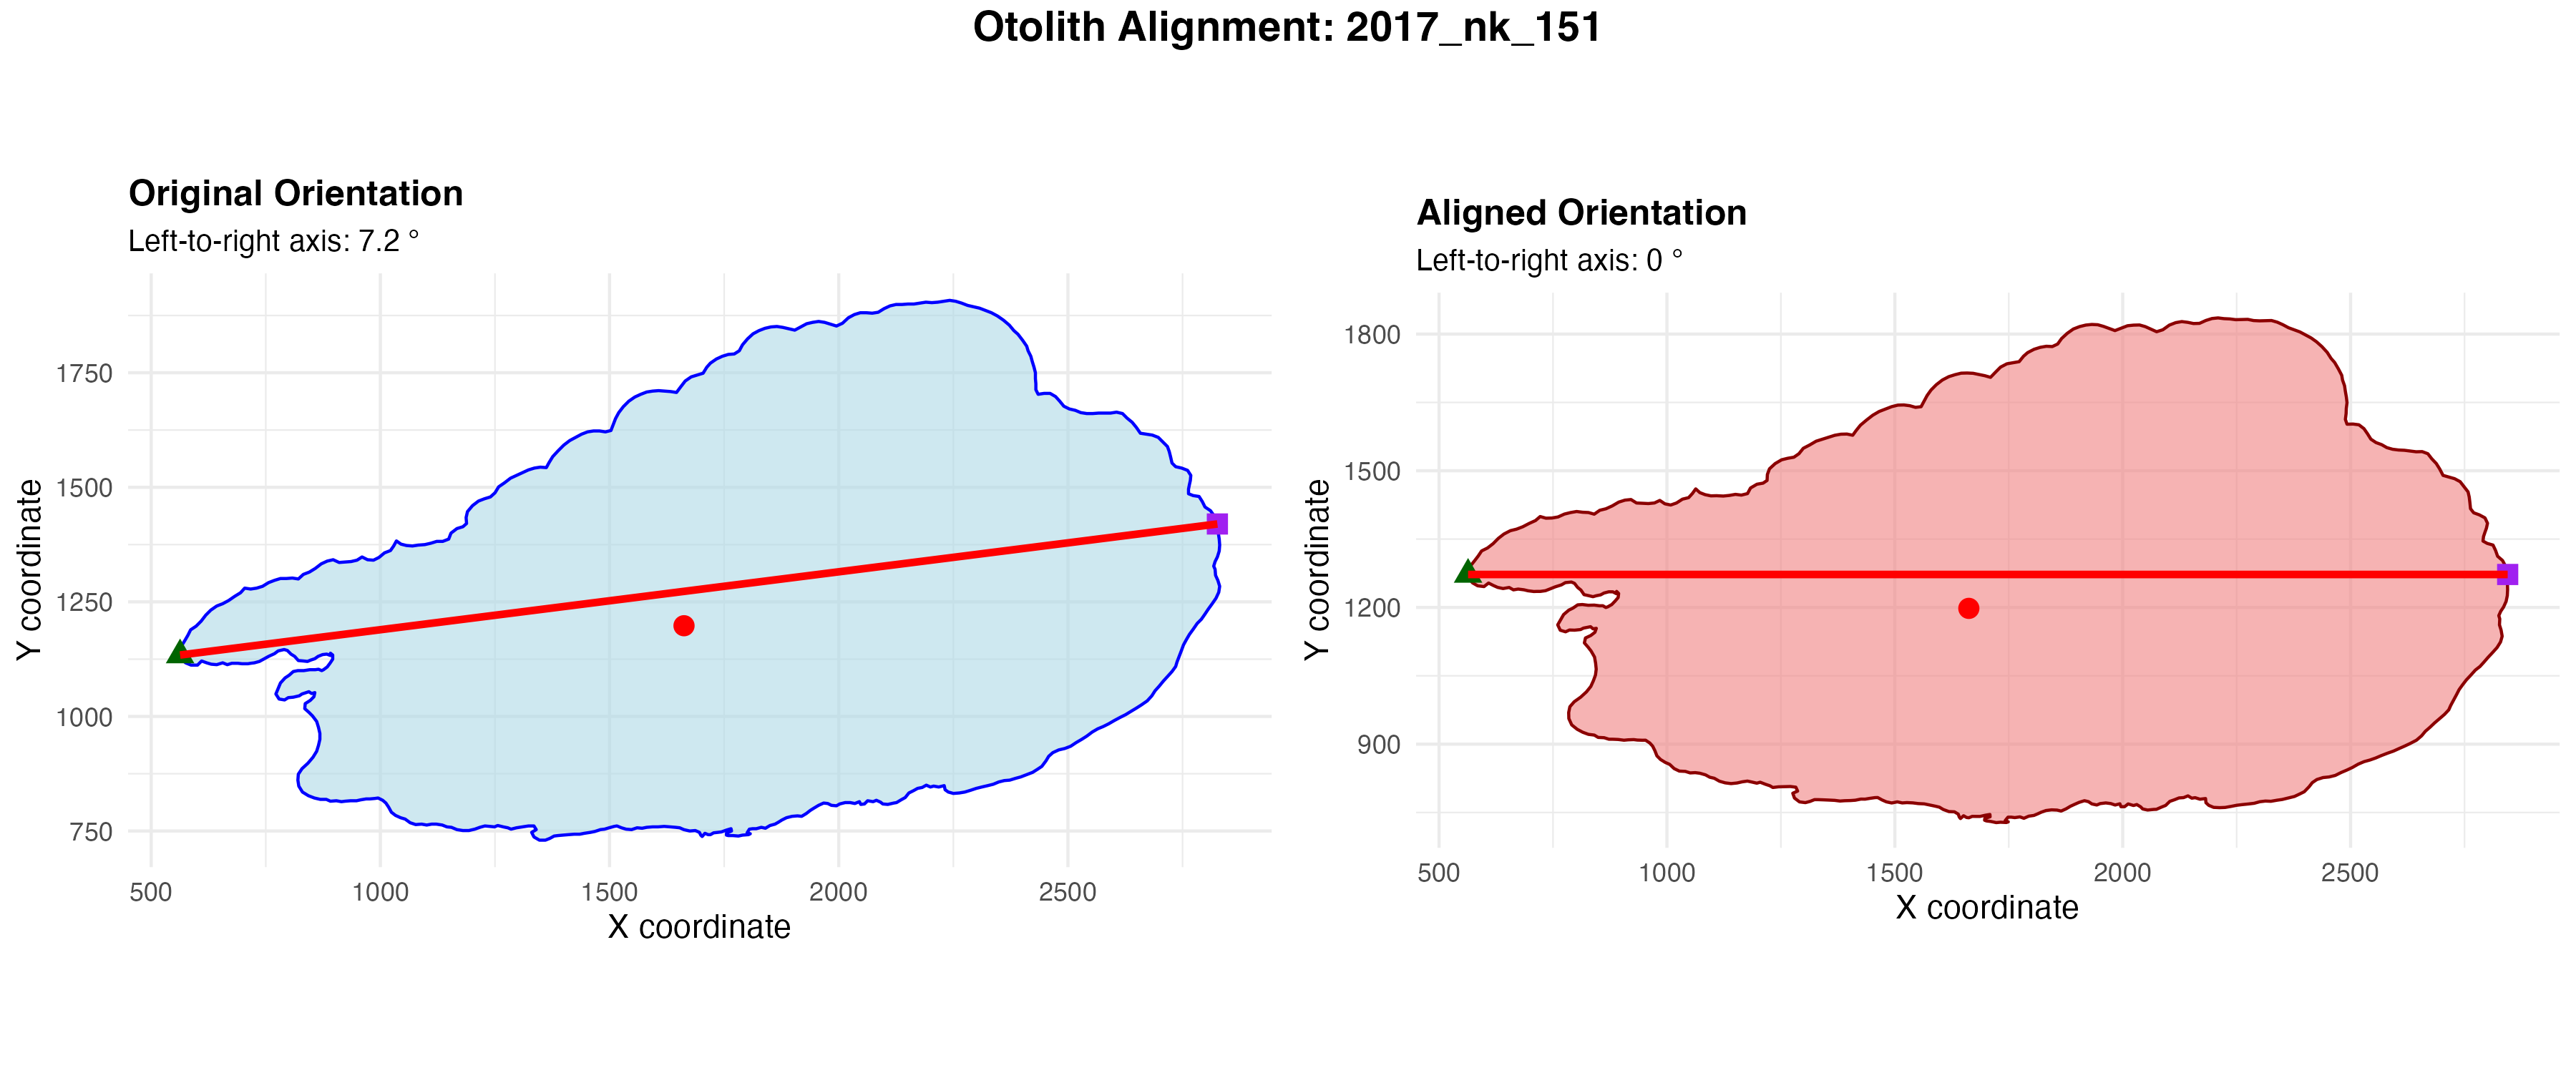 Otolith Alignment: 2017_nk_151
Original Orientation
Left-to-right axis: 7.2 °
Y coordinate
1750
1500
1250
1000
750
500 1000 1500 2000 2500
X coordinate
Aligned Orientation
Left-to-right axis: 0 °
Y coordinate
1800
1500
1200
900
500 1000 1500 2000 2500
X coordinate